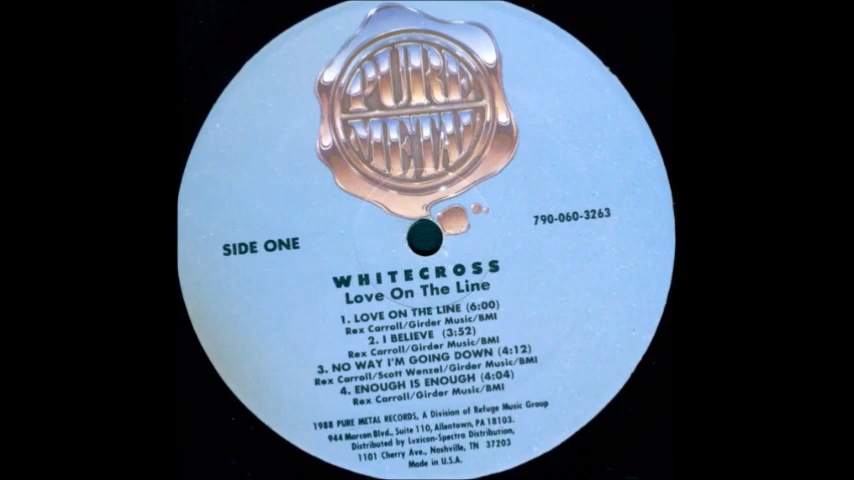 PURE
METAL
SIDE ONE
790-060-3263
WHITECROSS
Love On The Line
1. LOVE ON THE LINE (6:00)
Rex Carroll/Girder Music/BMI
2. I BELIEVE (3:52)
Rex Carroll/Girder Music/BMI
3. NO WAY I'M GOING DOWN (4:12)
Rex Carroll/Scott Wenzel/Girder Music/BMI
4. ENOUGH IS ENOUGH (4:04)
Rex Carroll/Girder Music/BMI
1988 PURE METAL RECORDS, A Division of Refuge Music Group
944 Marcon Blvd., Suite 110, Allentown, PA 18103.
Distributed by Luxicon-Spectra Distribution,
1101 Cherry Ave., Nashville, TN 37203
Made in U.S.A.